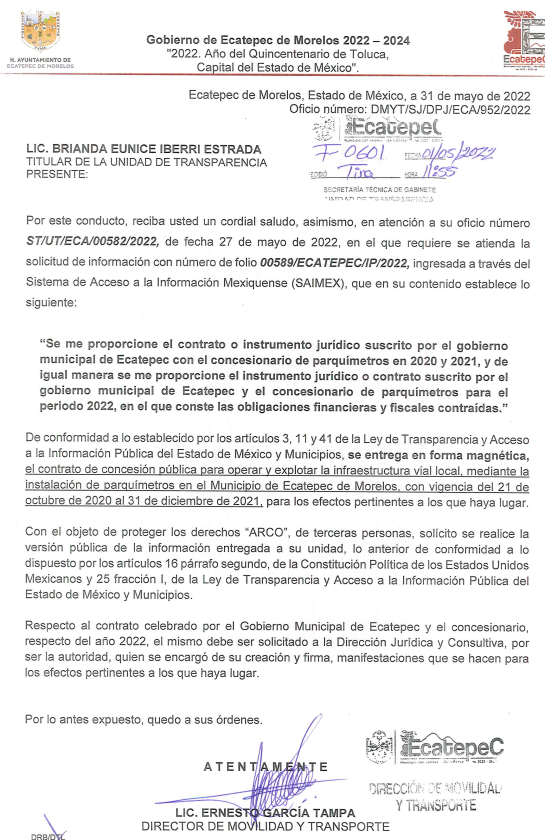 H. AYUNTAMIENTO DE
ECATEPEC DE MORELOS
Gobierno de Ecatepec de Morelos 2022 – 2024
"2022. Año del Quincentenario de Toluca,
Capital del Estado de México".
Ecatepec
Ecatepec de Morelos, Estado de México, a 31 de mayo de 2022
Oficio número: DMYT/SJ/DPJ/ECA/952/2022
Ecatepec
LIC. BRIANDA EUNICE IBERRI ESTRADA
TITULAR DE LA UNIDAD DE TRANSPARENCIA
PRESENTE:
F 0601 FECHA 01/05/2022
RECIBIÓ Tina HORA 11:55
SECRETARÍA TÉCNICA DE GABINETE
UNIDAD DE TRANSPARENCIA
Por este conducto, reciba usted un cordial saludo, asimismo, en atención a su oficio número
ST/UT/ECA/00582/2022, de fecha 27 de mayo de 2022, en el que requiere se atienda la
solicitud de información con número de folio 00589/ECATEPEC/IP/2022, ingresada a través del
Sistema de Acceso a la Información Mexiquense (SAIMEX), que en su contenido establece lo
siguiente:
“Se me proporcione el contrato o instrumento jurídico suscrito por el gobierno
municipal de Ecatepec con el concesionario de parquímetros en 2020 y 2021, y de
igual manera se me proporcione el instrumento jurídico o contrato suscrito por el
gobierno municipal de Ecatepec y el concesionario de parquímetros para el
periodo 2022, en el que conste las obligaciones financieras y fiscales contraídas.”
De conformidad a lo establecido por los artículos 3, 11 y 41 de la Ley de Transparencia y Acceso
a la Información Pública del Estado de México y Municipios, se entrega en forma magnética,
el contrato de concesión pública para operar y explotar la infraestructura vial local, mediante la
instalación de parquímetros en el Municipio de Ecatepec de Morelos, con vigencia del 21 de
octubre de 2020 al 31 de diciembre de 2021, para los efectos pertinentes a los que haya lugar.
Con el objeto de proteger los derechos “ARCO”, de terceras personas, solicito se realice la
versión pública de la información entregada a su unidad, lo anterior de conformidad a lo
dispuesto por los artículos 16 párrafo segundo, de la Constitución Política de los Estados Unidos
Mexicanos y 25 fracción I, de la Ley de Transparencia y Acceso a la Información Pública del
Estado de México y Municipios.
Respecto al contrato celebrado por el Gobierno Municipal de Ecatepec y el concesionario,
respecto del año 2022, el mismo debe ser solicitado a la Dirección Jurídica y Consultiva, por
ser la autoridad, quien se encargó de su creación y firma, manifestaciones que se hacen para
los efectos pertinentes a los que haya lugar.
Por lo antes expuesto, quedo a sus órdenes.
Ecatepec
A T E N T A M E N T E
DIRECCIÓN DE MOVILIDAD
Y TRANSPORTE
LIC. ERNESTO GARCÍA TAMPA
DIRECTOR DE MOVILIDAD Y TRANSPORTE